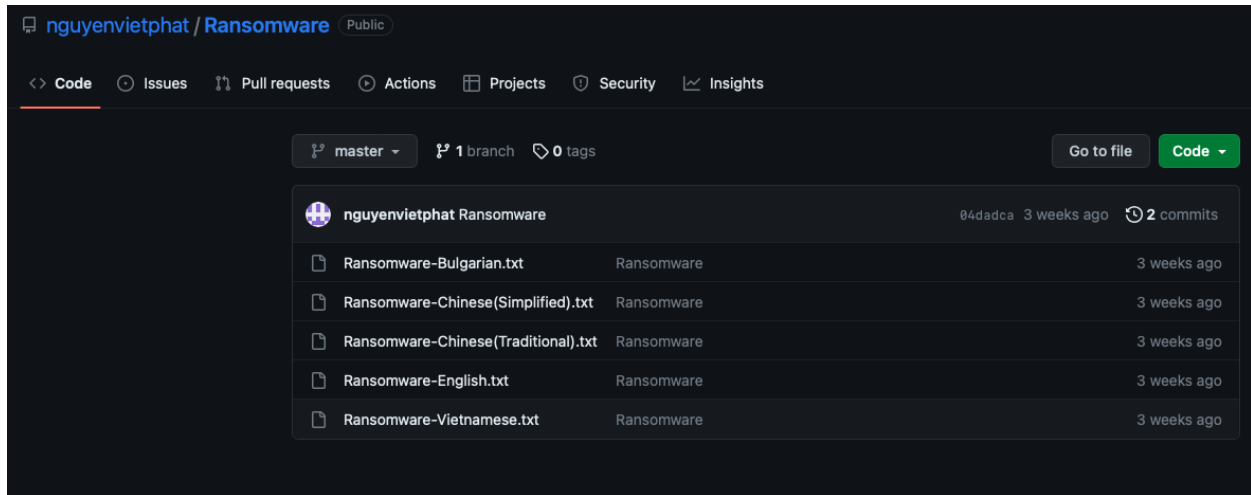 nguyenvietphat / Ransomware Public
Code Issues Pull requests Actions Projects Security Insights
master 1 branch 0 tags Go to file Code
nguyenvietphat Ransomware 04dadca 3 weeks ago 2 commits
Ransomware-Bulgarian.txt Ransomware 3 weeks ago
Ransomware-Chinese(Simplified).txt Ransomware 3 weeks ago
Ransomware-Chinese(Traditional).txt Ransomware 3 weeks ago
Ransomware-English.txt Ransomware 3 weeks ago
Ransomware-Vietnamese.txt Ransomware 3 weeks ago